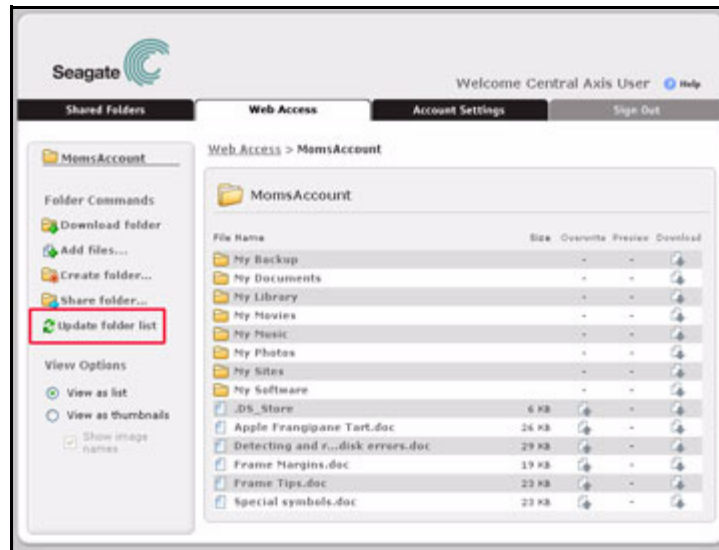 Seagate
Welcome Central Axis User Help
Shared Folders Web Access Account Settings Sign Out
MomsAccount
Web Access > MomsAccount
Folder Commands
Download folder
Add files...
Create folder...
Share folder...
Update folder list
View Options
View as list
View as thumbnails
Show image
names
MomsAccount
File Name Size Overwrite Preview Download
My Backup - -
My Documents - -
My Library - -
My Movies - -
My Music - -
My Photos - -
My Sites - -
My Software - -
.DS_Store 6 KB -
Apple Frangipane Tart.doc 26 KB -
Detecting and r...disk errors.doc 29 KB -
Frame Margins.doc 19 KB -
Frame Tips.doc 23 KB -
Special symbols.doc 23 KB -